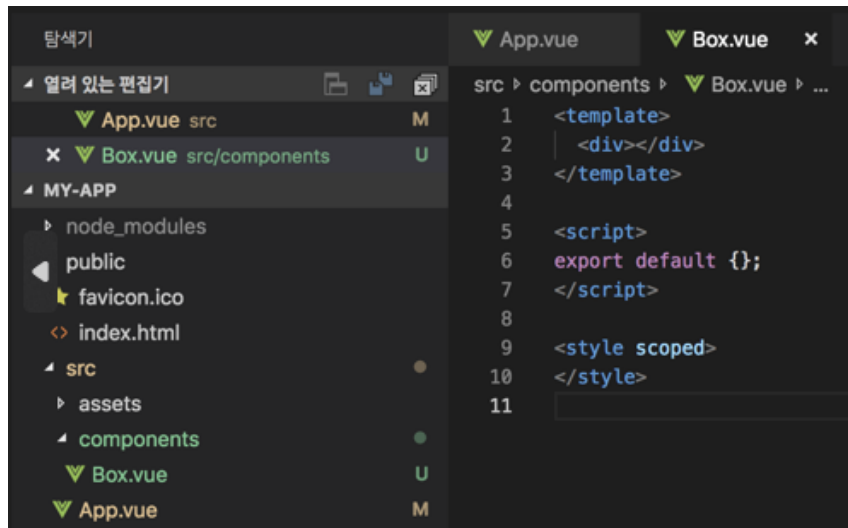 탐색기
열려 있는 편집기
App.vue src M
Box.vue src/components U
MY-APP
node_modules
public
favicon.ico
<> index.html
src
assets
components
Box.vue U
App.vue M
App.vue Box.vue ×
src components Box.vue ...
1 <template>
2 <div></div>
3 </template>
4
5 <script>
6 export default {};
7 </script>
8
9 <style scoped>
10 </style>
11